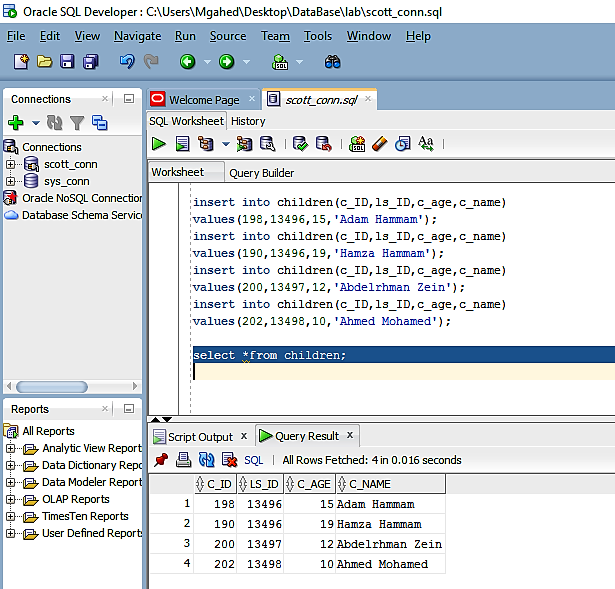 Oracle SQL Developer : C:\Users\Mgahed\Desktop\DataBase\lab\scott_conn.sql
File Edit View Navigate Run Source Team Tools Window Help
Connections
Connections
scott_conn
sys_conn
Oracle NoSQL Connection
Database Schema Servic
Reports
All Reports
Analytic View Report
Data Dictionary Repo
Data Modeler Report
OLAP Reports
TimesTen Reports
User Defined Reports
Welcome Page
scott_conn.sql
SQL Worksheet History
Worksheet Query Builder
insert into children(c_ID,ls_ID,c_age,c_name)
values(198,13496,15,'Adam Hammam');
insert into children(c_ID,ls_ID,c_age,c_name)
values(190,13496,19,'Hamza Hammam');
insert into children(c_ID,ls_ID,c_age,c_name)
values(200,13497,12,'Abdelrhman Zein');
insert into children(c_ID,ls_ID,c_age,c_name)
values(202,13498,10,'Ahmed Mohamed');
select *from children;
Script Output x Query Result x
SQL | All Rows Fetched: 4 in 0.016 seconds
C_ID LS_ID C_AGE C_NAME
1 198 13496 15 Adam Hammam
2 190 13496 19 Hamza Hammam
3 200 13497 12 Abdelrhman Zein
4 202 13498 10 Ahmed Mohamed